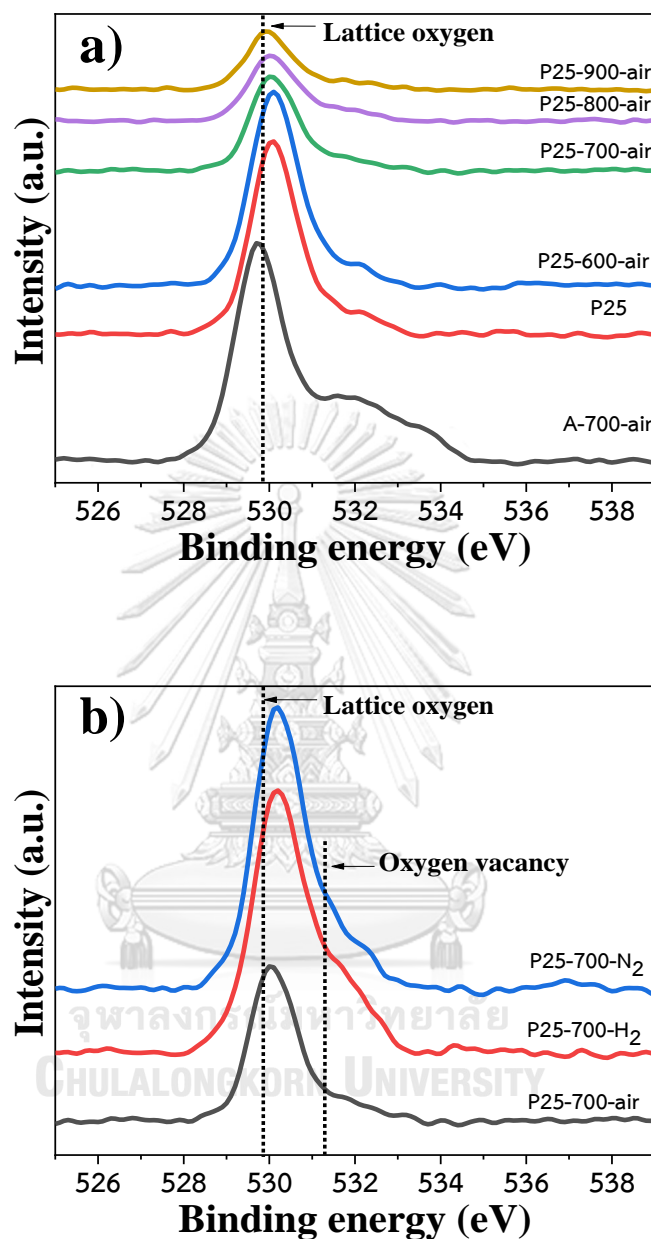 a)
Lattice oxygen
P25-900-air
P25-800-air
P25-700-air
P25-600-air
P25
A-700-air
Intensity (a.u.)
526 528 530 532 534 536 538
Binding energy (eV)
b)
Lattice oxygen
Oxygen vacancy
P25-700-N2
P25-700-H2
P25-700-air
Intensity (a.u.)
จุฬาลงกรณ์มหาวิทยาลัย
CHULALONGKORN UNIVERSITY
526 528 530 532 534 536 538
Binding energy (eV)